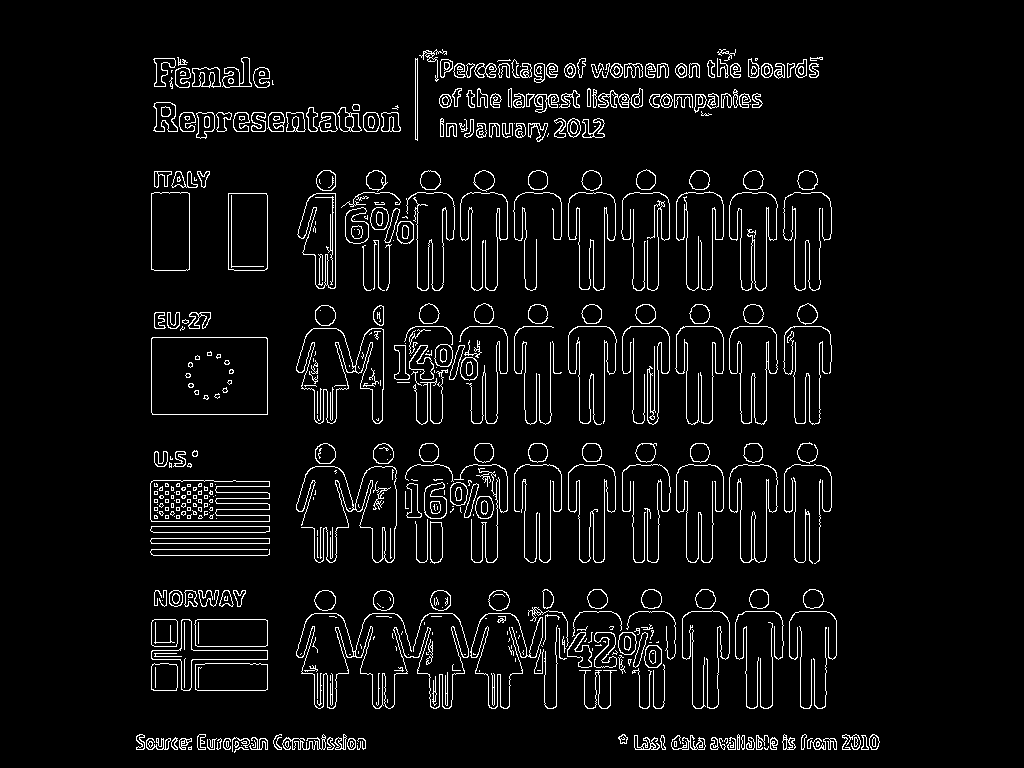 Female
Representation
Percentage of women on the boards
of the largest listed companies
in January 2012
ITALY
6%
EU-27
14%
U.S.*
16%
NORWAY
42%
Source: European Commission
* Last data available is from 2010